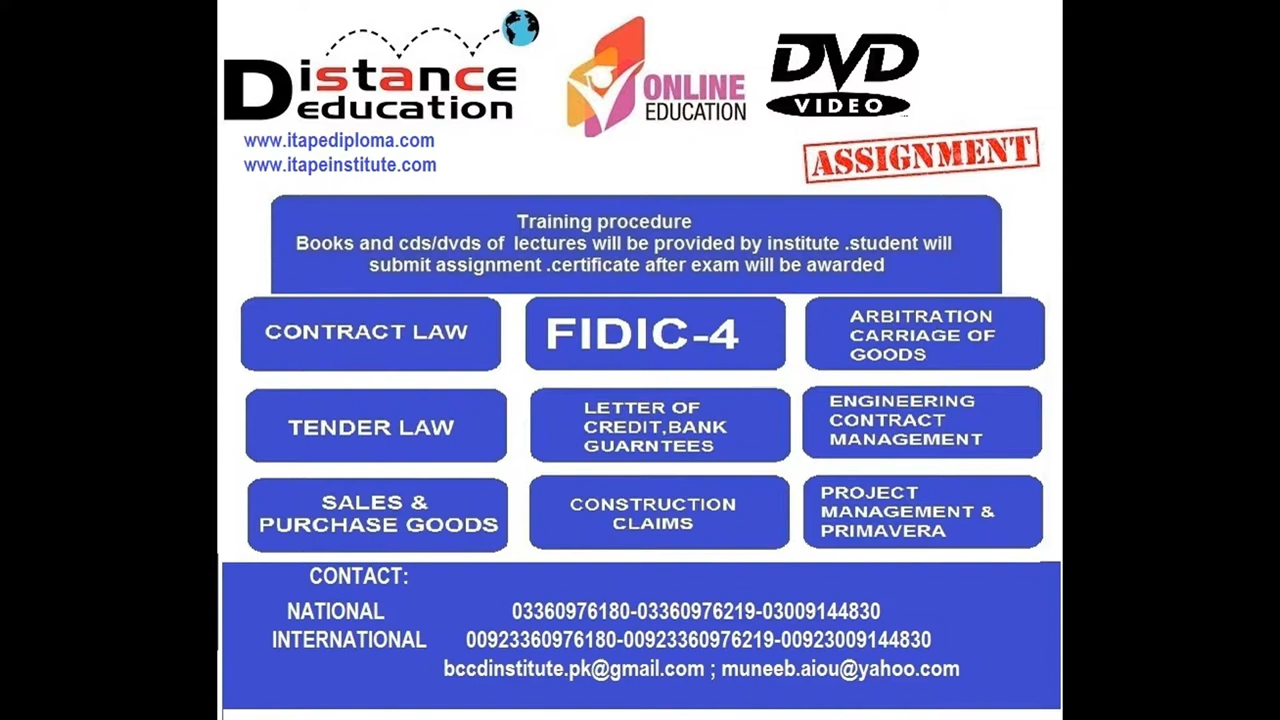 Distance
education
www.itapediploma.com
www.itapeinstitute.com
ONLINE
EDUCATION
DVD
VIDEO
ASSIGNMENT
Training procedure
Books and cds/dvds of lectures will be provided by institute .student will
submit assignment .certificate after exam will be awarded
CONTRACT LAW
FIDIC-4
ARBITRATION
CARRIAGE OF
GOODS
TENDER LAW
LETTER OF
CREDIT,BANK
GUARNTEES
ENGINEERING
CONTRACT
MANAGEMENT
SALES &
PURCHASE GOODS
CONSTRUCTION
CLAIMS
PROJECT
MANAGEMENT &
PRIMAVERA
CONTACT:
NATIONAL 03360976180-03360976219-03009144830
INTERNATIONAL 00923360976180-00923360976219-00923009144830
bccdinstitute.pk@gmail.com ; muneeb.aiou@yahoo.com